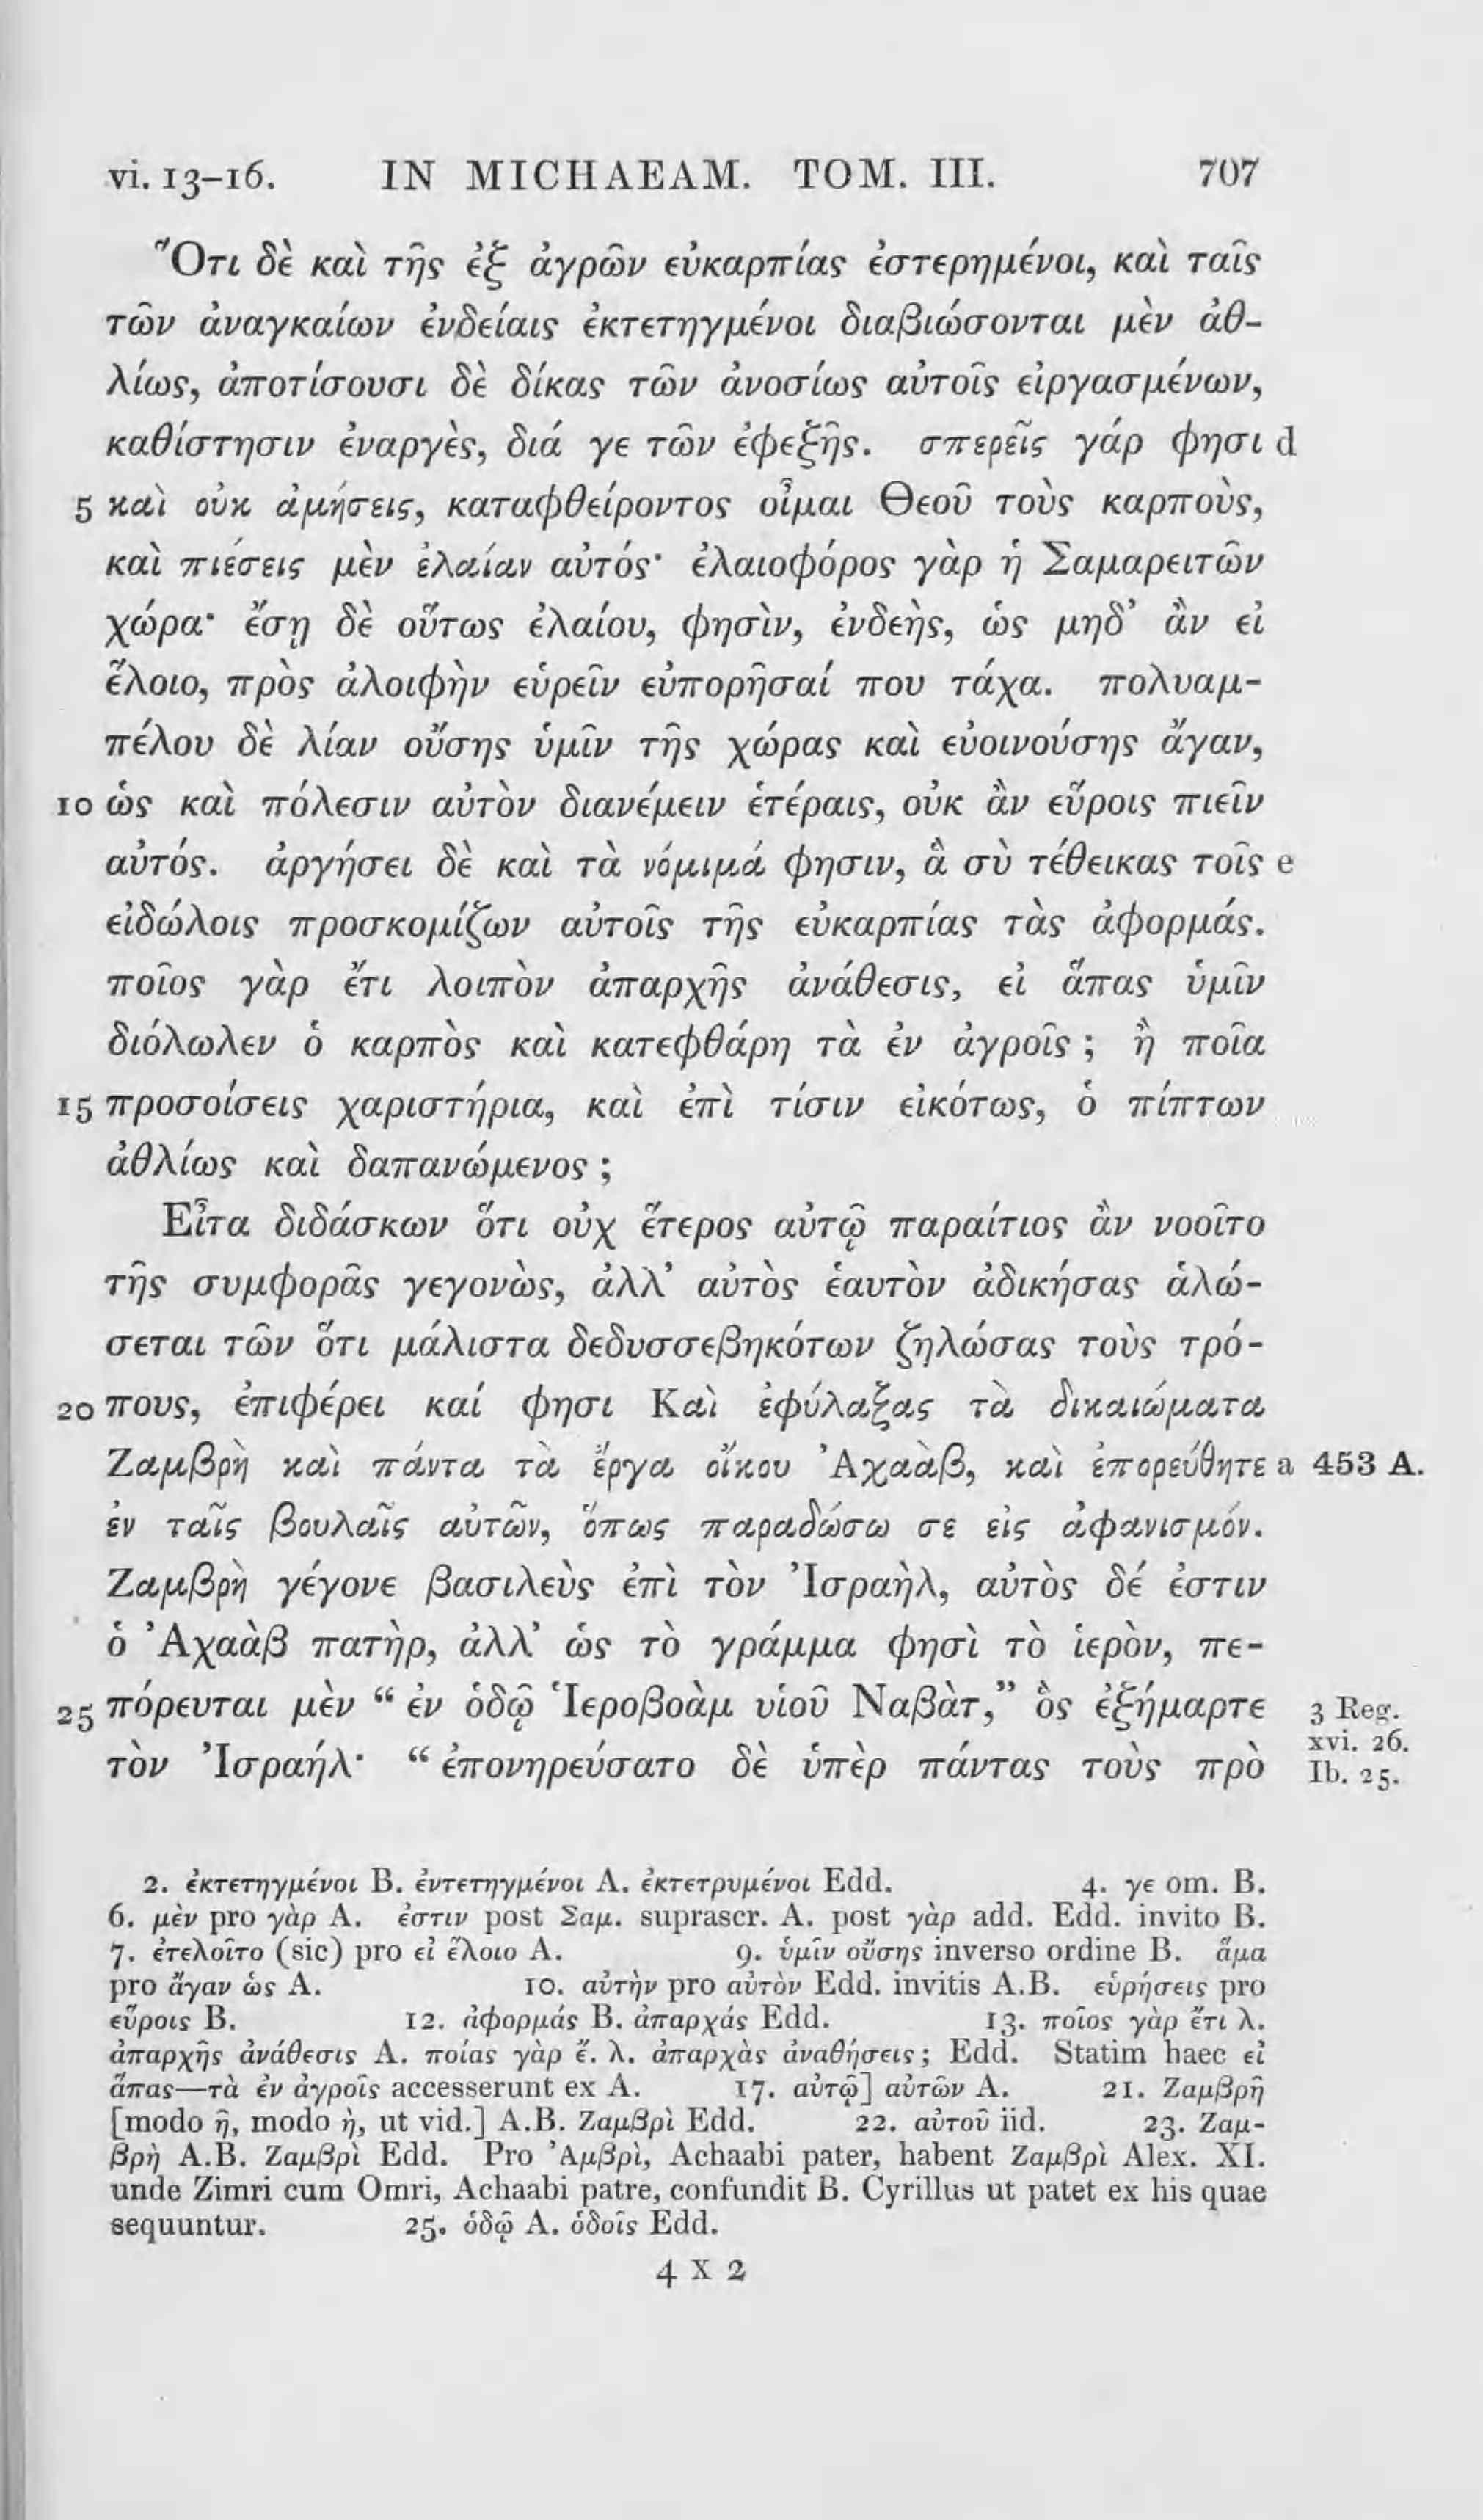 vi. 13-16. IN MICHAEAM. TOM. III. 707
Ὅτι δὲ καὶ τῆς ἐξ ἀγρῶν εὐκαρπίας ἐστερημένοι, καὶ ταῖς
τῶν ἀναγκαίων ἐνδείαις ἐκτετηγμένοι διαβιώσονται μὲν ἀθ-
λίως, ἀποτίσουσι δὲ δίκας τῶν ἀνοσίως αὐτοῖς εἰργασμένων,
καθίστησιν ἐναργὲς, διά γε τῶν ἐφεξῆς. σπερεῖς γάρ φησι d
5 καὶ οὐκ ἀμήσεις, καταφθείροντος οἶμαι Θεοῦ τοὺς καρποὺς,
καὶ πιέσεις μὲν ἐλαίαν αὐτός· ἐλαιοφόρος γὰρ ἡ Σαμαρειτῶν
χώρα· ἔσῃ δὲ οὕτως ἐλαίου, φησὶν, ἐνδεὴς, ὡς μηδ’ ἂν εἰ
ἕλοιο, πρὸς ἀλοιφὴν εὑρεῖν εὐπορῆσαί που τάχα. πολυαμ-
πέλου δὲ λίαν οὔσης ὑμῖν τῆς χώρας καὶ εὐοινούσης ἄγαν,
10 ὡς καὶ πόλεσιν αὐτὸν διανέμειν ἑτέραις, οὐκ ἂν εὕροις πιεῖν
αὐτός. ἀργήσει δὲ καὶ τὰ νόμιμά φησιν, ἃ σὺ τέθεικας τοῖς e
εἰδώλοις προσκομίζων αὐτοῖς τῆς εὐκαρπίας τὰς ἀφορμάς.
ποῖος γὰρ ἔτι λοιπὸν ἀπαρχῆς ἀνάθεσις, εἰ ἅπας ὑμῖν
διόλωλεν ὁ καρπὸς καὶ κατεφθάρη τὰ ἐν ἀγροῖς ; ἢ ποῖα
15 προσοίσεις χαριστήρια, καὶ ἐπὶ τίσιν εἰκότως, ὁ πίπτων
ἀθλίως καὶ δαπανώμενος ;
Εἶτα διδάσκων ὅτι οὐχ ἕτερος αὐτῷ παραίτιος ἂν νοοῖτο
τῆς συμφορᾶς γεγονὼς, ἀλλ’ αὐτὸς ἑαυτὸν ἀδικήσας ἁλώ-
σεται τῶν ὅτι μάλιστα δεδυσσεβηκότων ζηλώσας τοὺς τρό-
20 πους, ἐπιφέρει καί φησι Καὶ ἐφύλαξας τὰ δικαιώματα
Ζαμβρὴ καὶ πάντα τὰ ἔργα οἴκου Ἀχαὰβ, καὶ ἐπορεύθητε a 453 A.
ἐν ταῖς βουλαῖς αὐτῶν, ὅπως παραδώσω σε εἰς ἀφανισμόν.
Ζαμβρὴ γέγονε βασιλεὺς ἐπὶ τὸν Ἰσραὴλ, αὐτὸς δέ ἐστιν
ὁ Ἀχαὰβ πατὴρ, ἀλλ’ ὡς τὸ γράμμα φησὶ τὸ ἱερὸν, πε-
25 πόρευται μὲν “ ἐν ὁδῷ Ἱεροβοὰμ υἱοῦ Ναβὰτ,” ὃς ἐξήμαρτε 3 Reg.
xvi. 26.
τὸν Ἰσραήλ· “ ἐπονηρεύσατο δὲ ὑπὲρ πάντας τοὺς πρὸ Ib. 25.
2. ἐκτετηγμένοι B. ἐντετηγμένοι A. ἐκτετρυμένοι Edd. 4. γε om. B.
6. μὲν pro γὰρ A. ἐστιν post Σαμ. suprascr. A. post γὰρ add. Edd. invito B.
7. ἐτελοῖτο (sic) pro εἰ ἕλοιο A. 9. ὑμῖν οὔσης inverso ordine B. ἅμα
pro ἄγαν ὡς A. 10. αὐτὴν pro αὐτὸν Edd. invitis A.B. εὑρήσεις pro
εὕροις B. 12. ἀφορμάς B. ἀπαρχάς Edd. 13. ποῖος γὰρ ἔτι λ.
ἀπαρχῆς ἀνάθεσις A. ποίας γὰρ ἔ. λ. ἀπαρχὰς ἀναθήσεις ; Edd. Statim haec εἰ
ἅπας—τὰ ἐν ἀγροῖς accesserunt ex A. 17. αὐτῷ] αὐτῶν A. 21. Ζαμβρῆ
[modo ῆ, modo ὴ, ut vid.] A.B. Ζαμβρὶ Edd. 22. αὐτοῦ iid. 23. Ζαμ-
βρὴ A.B. Ζαμβρὶ Edd. Pro Ἀμβρὶ, Achaabi pater, habent Ζαμβρὶ Alex. XI.
unde Zimri cum Omri, Achaabi patre, confundit B. Cyrillus ut patet ex his quae
sequuntur. 25. ὁδῷ A. ὁδοῖς Edd.
4 X 2